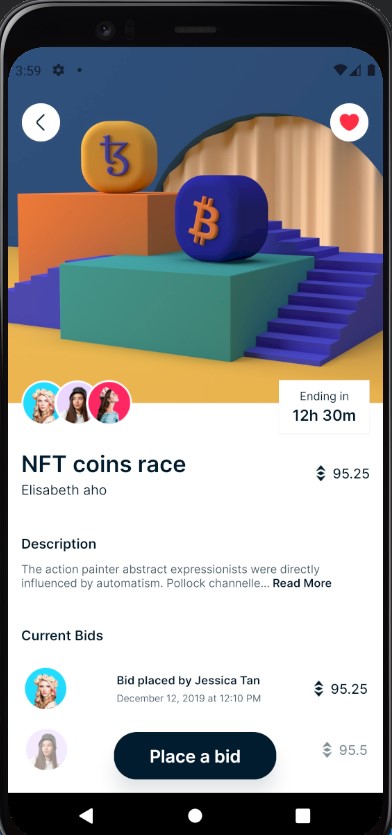 3:59
Ending in
12h 30m
NFT coins race
95.25
Elisabeth aho
Description
The action painter abstract expressionists were directly
influenced by automatism. Pollock channelle... Read More
Current Bids
Bid placed by Jessica Tan
95.25
December 12, 2019 at 12:10 PM
Place a bid
95.5